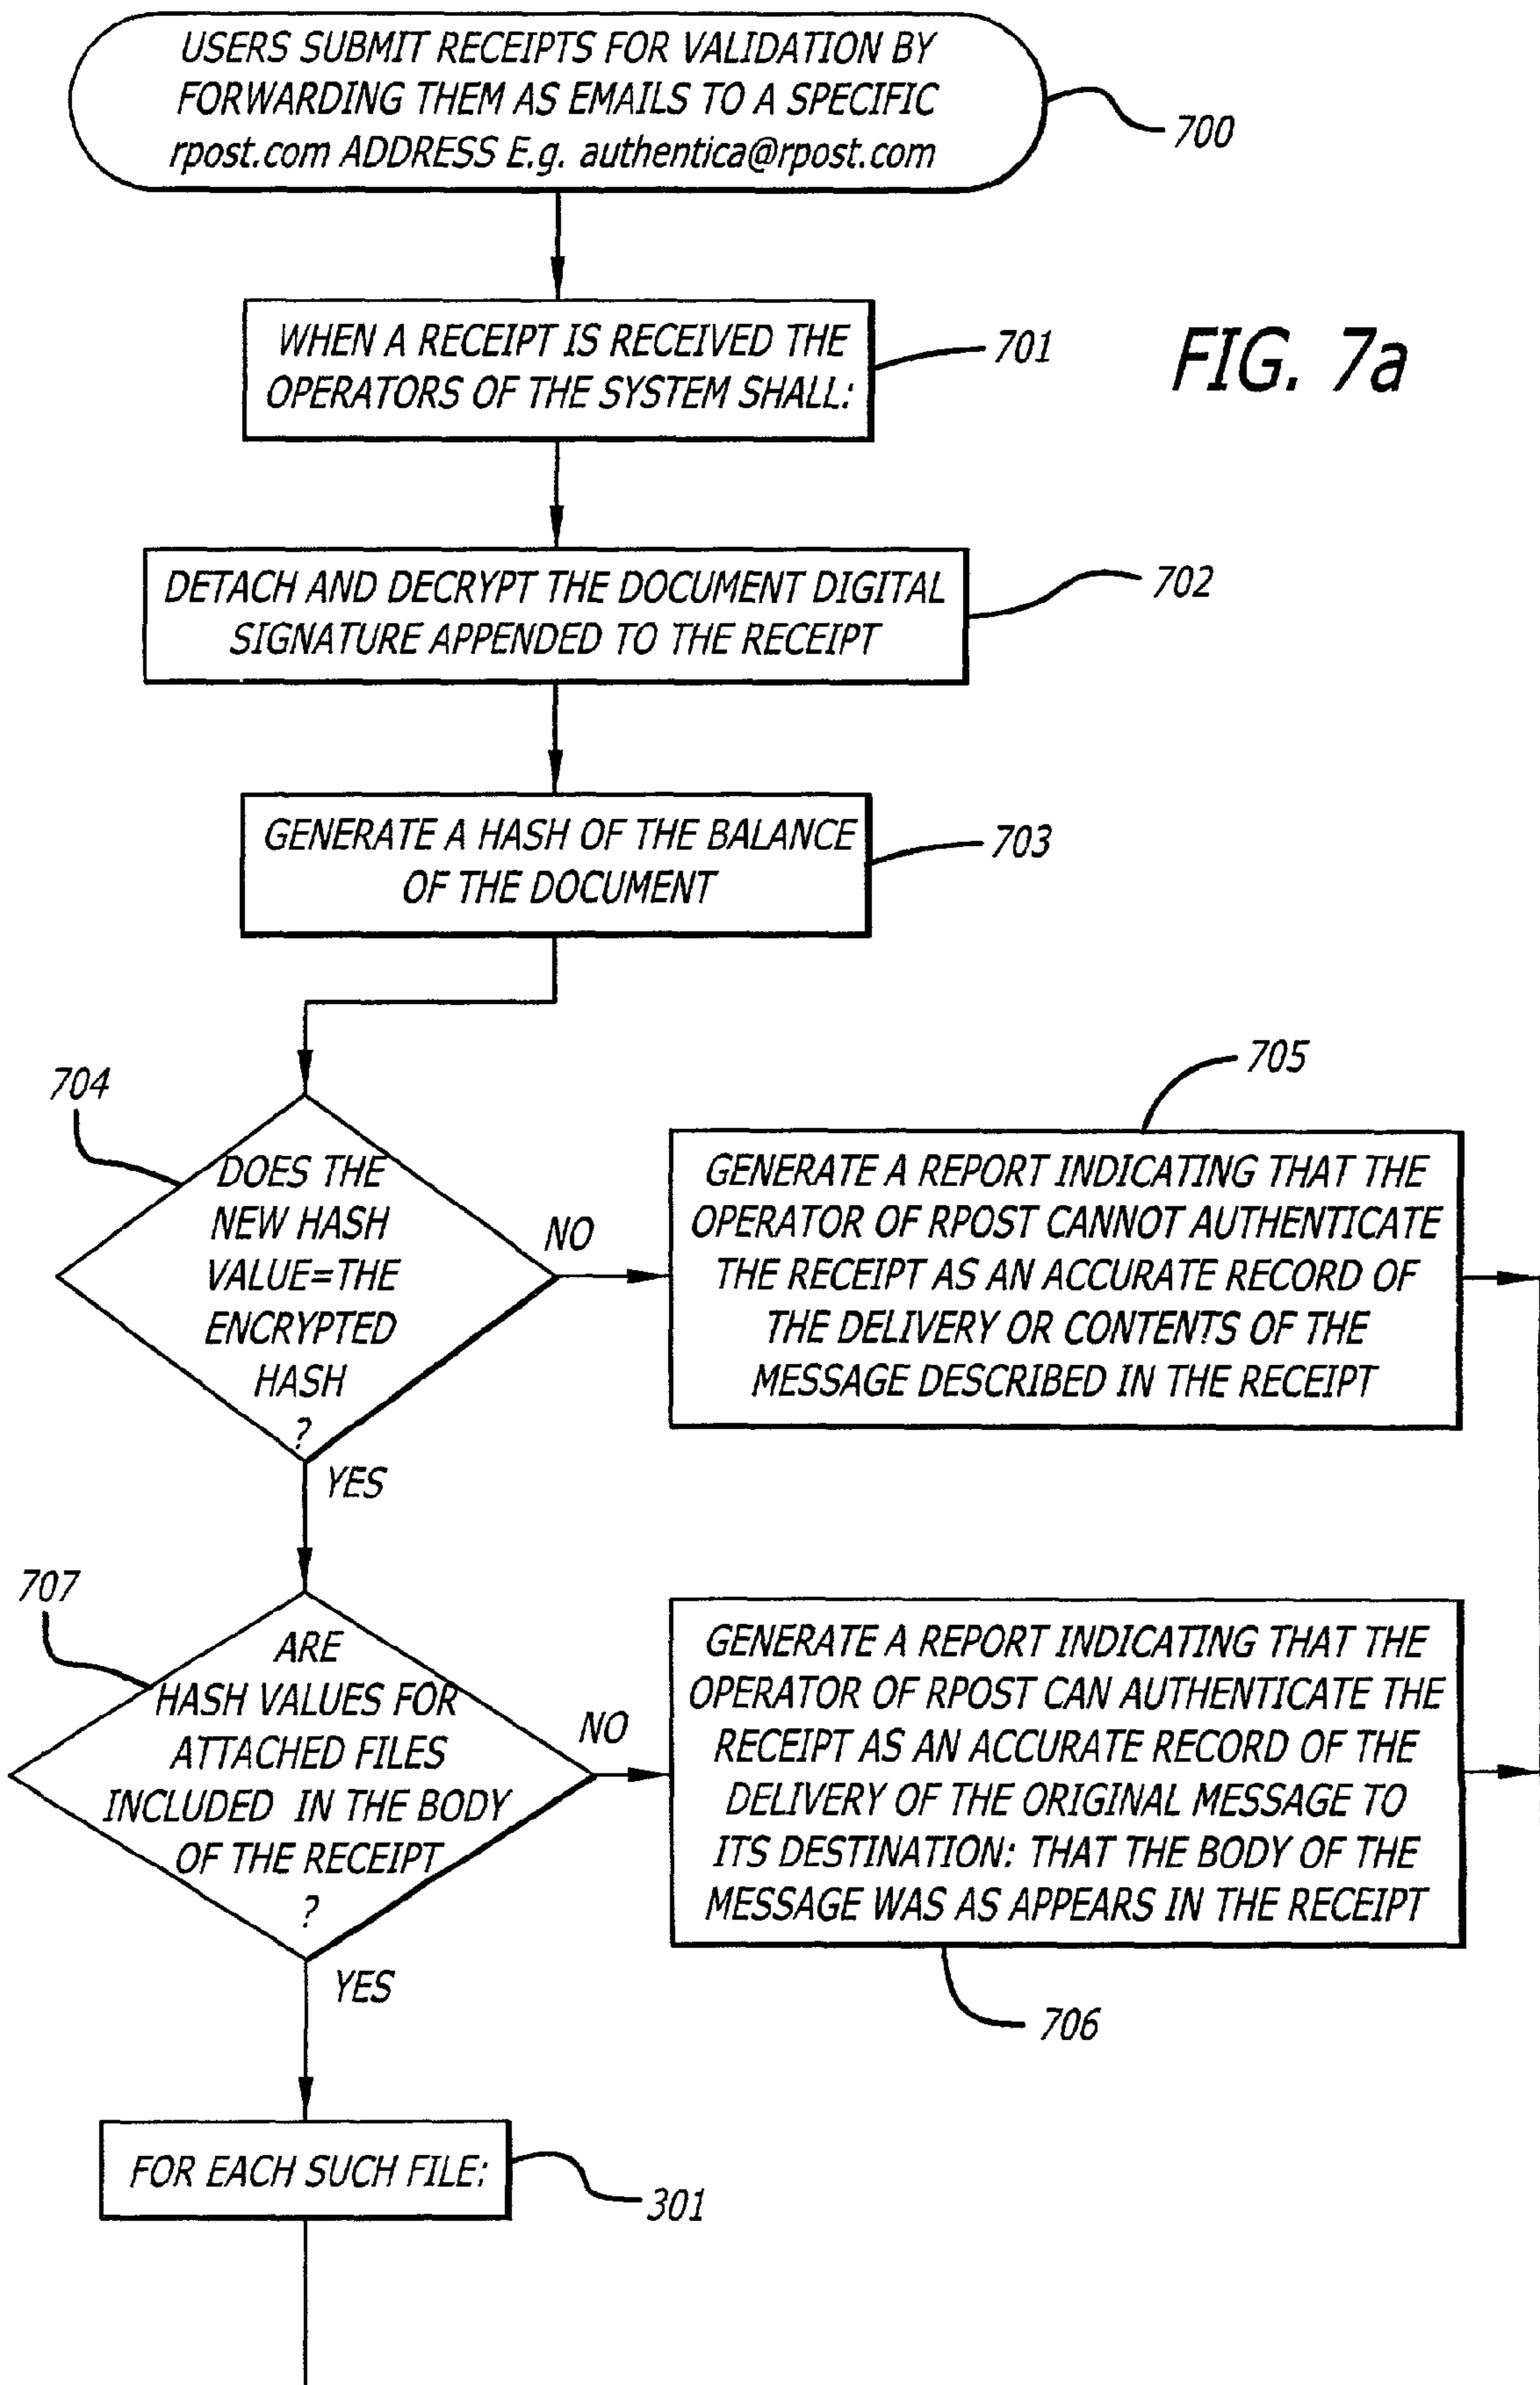 USERS SUBMIT RECEIPTS FOR VALIDATION BY
FORWARDING THEM AS EMAILS TO A SPECIFIC
rpost.com ADDRESS E.g. authentica@rpost.com
700
WHEN A RECEIPT IS RECEIVED THE
OPERATORS OF THE SYSTEM SHALL:
701
FIG. 7a
DETACH AND DECRYPT THE DOCUMENT DIGITAL
SIGNATURE APPENDED TO THE RECEIPT
702
GENERATE A HASH OF THE BALANCE
OF THE DOCUMENT
703
704
DOES THE
NEW HASH
VALUE=THE
ENCRYPTED
HASH
?
NO
YES
705
GENERATE A REPORT INDICATING THAT THE
OPERATOR OF RPOST CANNOT AUTHENTICATE
THE RECEIPT AS AN ACCURATE RECORD OF
THE DELIVERY OR CONTENTS OF THE
MESSAGE DESCRIBED IN THE RECEIPT
707
ARE
HASH VALUES FOR
ATTACHED FILES
INCLUDED IN THE BODY
OF THE RECEIPT
?
NO
YES
GENERATE A REPORT INDICATING THAT THE
OPERATOR OF RPOST CAN AUTHENTICATE THE
RECEIPT AS AN ACCURATE RECORD OF THE
DELIVERY OF THE ORIGINAL MESSAGE TO
ITS DESTINATION: THAT THE BODY OF THE
MESSAGE WAS AS APPEARS IN THE RECEIPT
706
FOR EACH SUCH FILE:
301